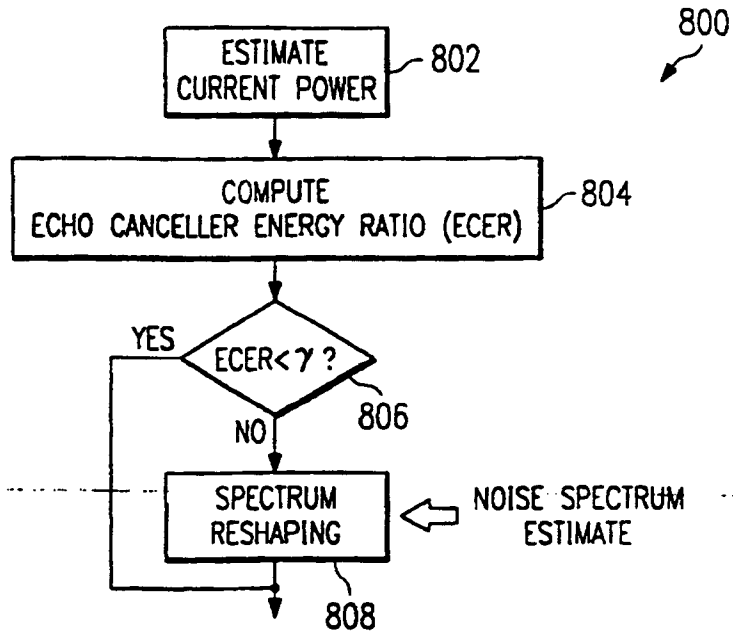 800
ESTIMATE
CURRENT POWER
802
COMPUTE
ECHO CANCELLER ENERGY RATIO (ECER)
804
YES
ECER<γ?
806
NO
SPECTRUM
RESHAPING
NOISE SPECTRUM
ESTIMATE
808